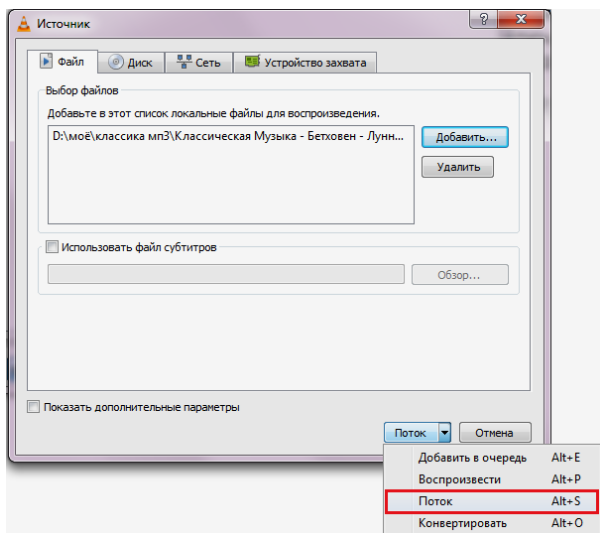 Источник
Файл
Диск
Сеть
Устройство захвата
Выбор файлов
Добавьте в этот список локальные файлы для воспроизведения.
D:\моё\классика мп3\Классическая Музыка - Бетховен - Лунн...
Добавить...
Удалить
Использовать файл субтитров
Обзор...
Показать дополнительные параметры
Поток
Отмена
Добавить в очередь Alt+E
Воспроизвести Alt+P
Поток Alt+S
Конвертировать Alt+O